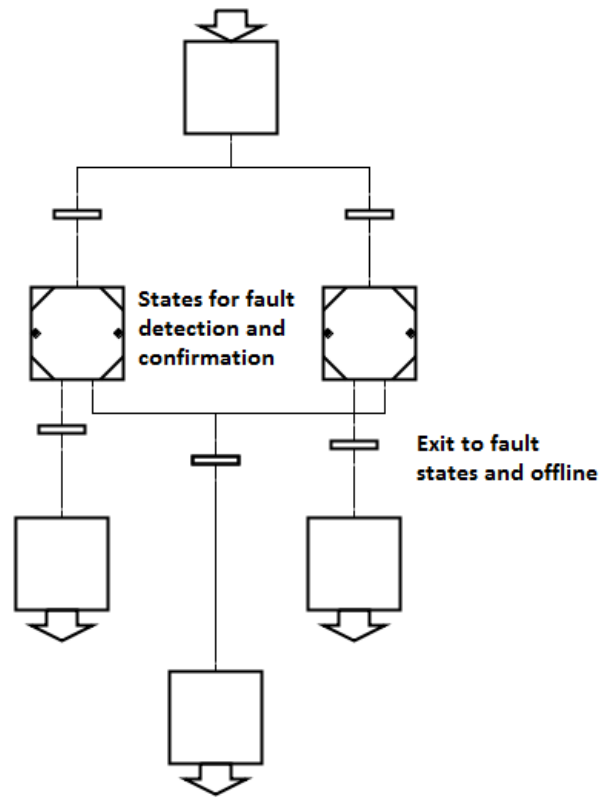 States for fault
detection and
confirmation
Exit to fault
states and offline